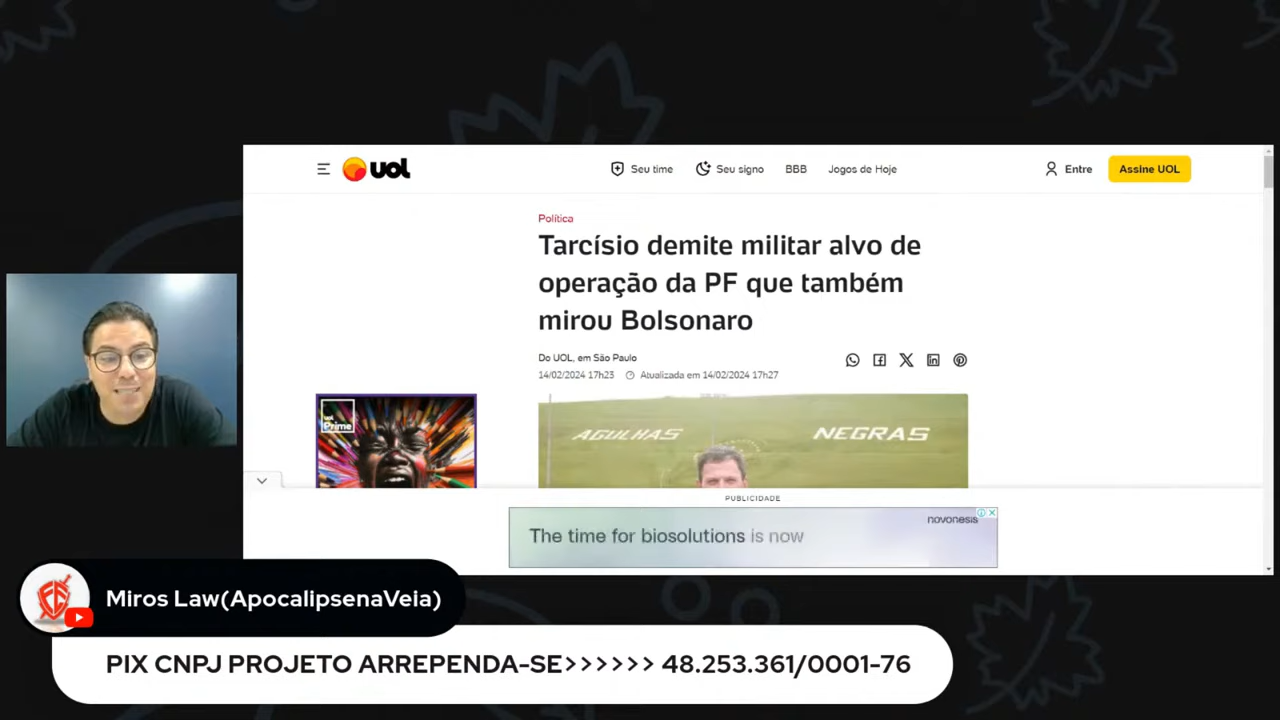 uol
Seu time
Seu signo
BBB
Jogos de Hoje
Entre
Assine UOL
Política
Tarcísio demite militar alvo de
operação da PF que também
mirou Bolsonaro
Do UOL, em São Paulo
14/02/2024 17h23
Atualizada em 14/02/2024 17h27
uol
Prime
AGULHAS NEGRAS
PUBLICIDADE
The time for biosolutions is now
novonesis
Miros Law(ApocalipsenaVeia)
PIX CNPJ PROJETO ARREPENDA-SE>>>>>> 48.253.361/0001-76